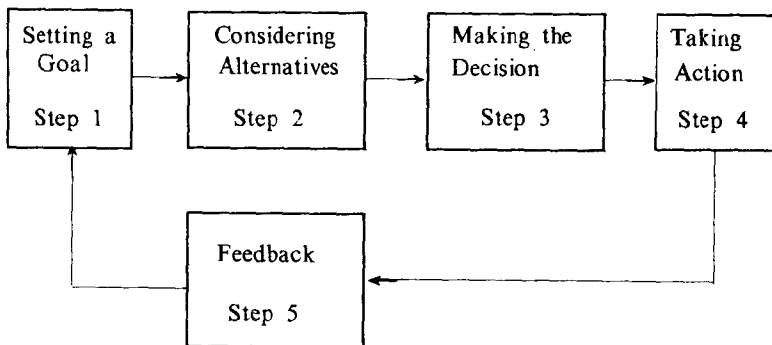 Setting a
Goal
Step 1
Considering
Alternatives
Step 2
Making the
Decision
Step 3
Taking
Action
Step 4
Feedback
Step 5